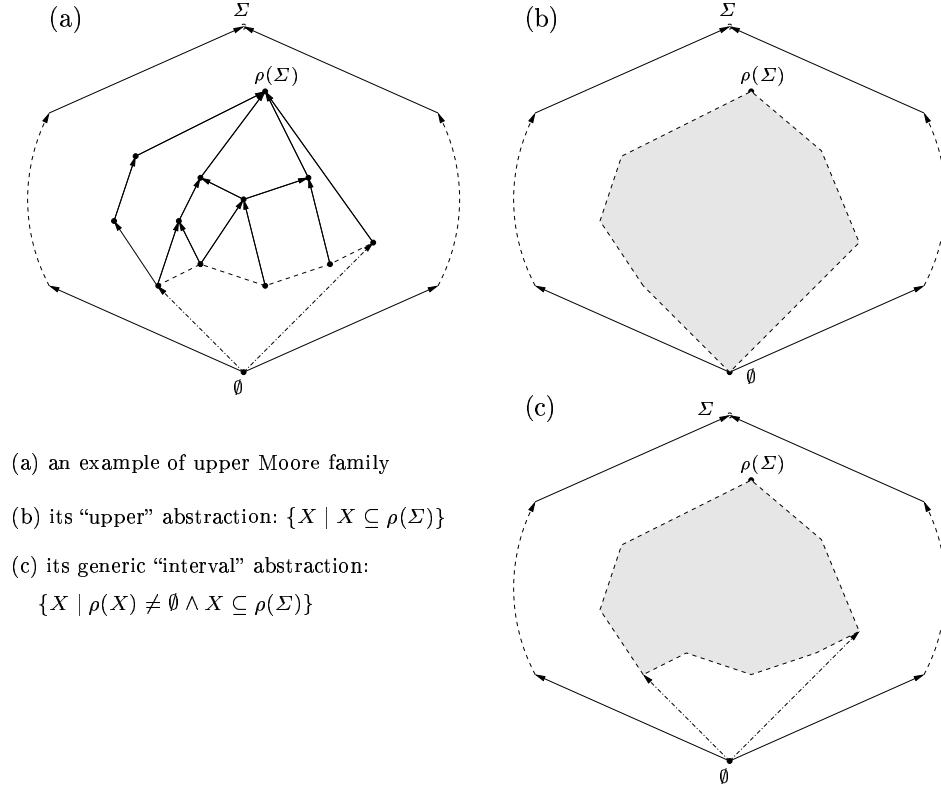 (a)
Σ
ρ(Σ)
∅
(b)
Σ
ρ(Σ)
∅
(c)
Σ
ρ(Σ)
∅
(a) an example of upper Moore family
(b) its “upper” abstraction: {X | X ⊆ ρ(Σ)}
(c) its generic “interval” abstraction:
{X | ρ(X) ≠ ∅ ∧ X ⊆ ρ(Σ)}